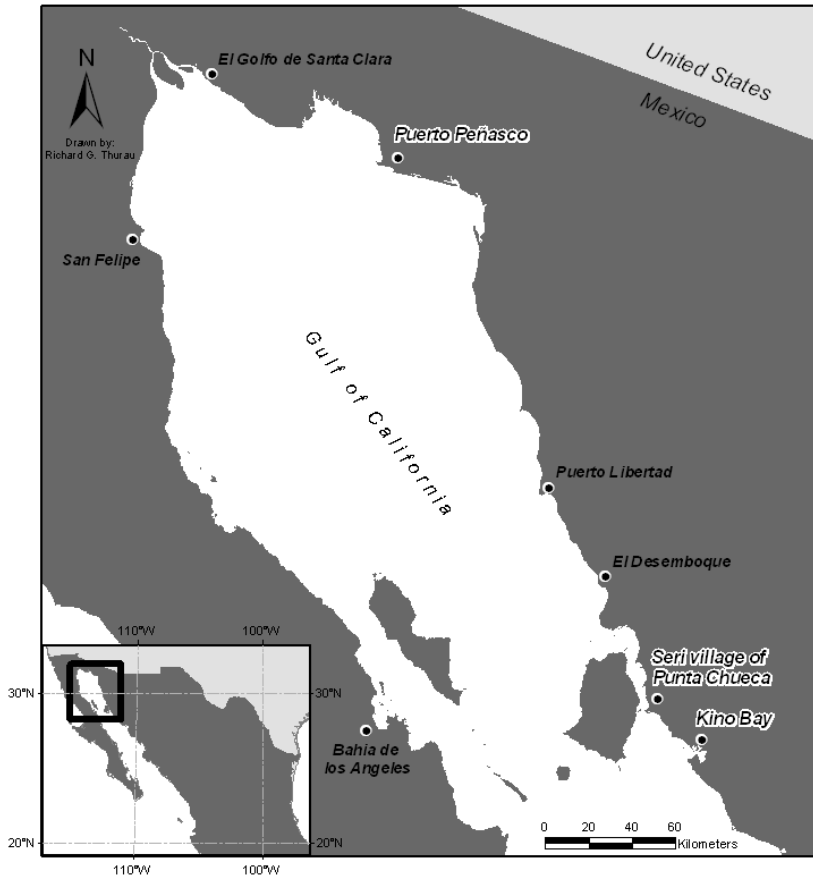 N
Drawn by:
Richard G. Thurau
El Golfo de Santa Clara
United States
Mexico
Puerto Peñasco
San Felipe
Gulf of California
Puerto Libertad
El Desemboque
Seri village of
Punta Chueca
Kino Bay
Bahia de
los Angeles
110°W
100°W
30°N
30°N
20°N
20°N
110°W
100°W
0 20 40 60
Kilometers